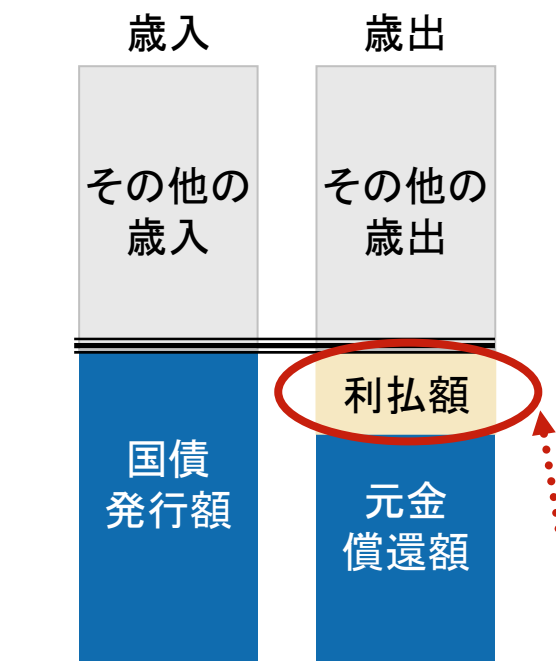 歳入
歳出
その他の
歳入
その他の
歳出
利払額
国債
発行額
元金
償還額